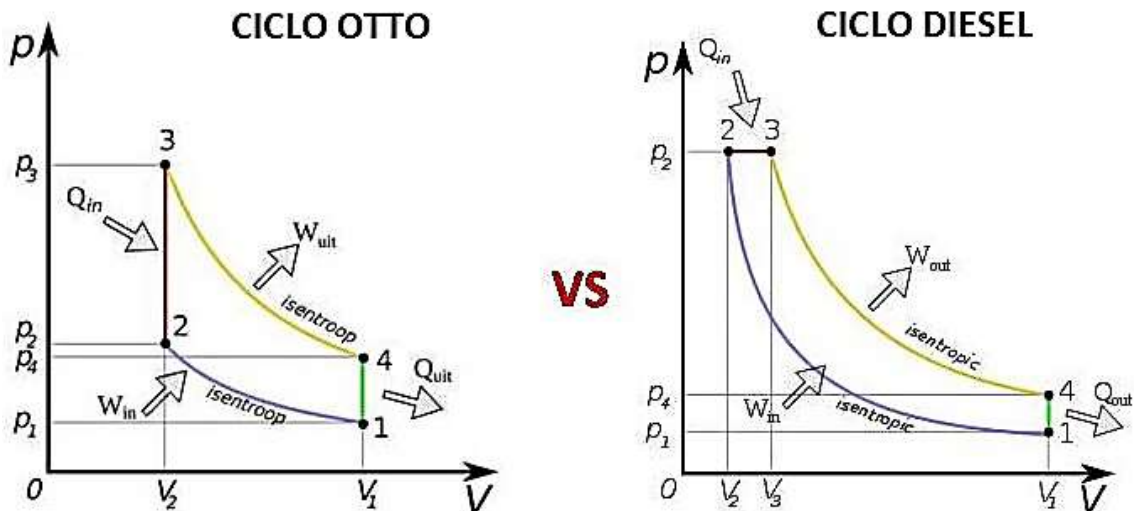 CICLO OTTO
p
3
p3
Qin
Wuit
isentroop
2
p2
p4
4
Quit
Win
isentroop
p1
1
0
V2
V1
V
VS
CICLO DIESEL
p
Qin
2
3
p2
Wout
isentropic
p4
4
Qout
Win
isentropic
p1
1
0
V2
V3
V1
V